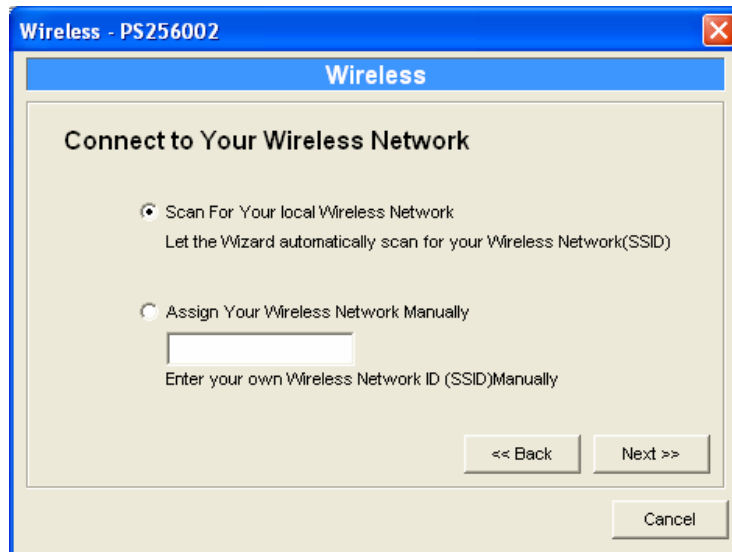 Wireless - PS256002
Wireless
Connect to Your Wireless Network
Scan For Your local Wireless Network
Let the Wizard automatically scan for your Wireless Network(SSID)
Assign Your Wireless Network Manually
Enter your own Wireless Network ID (SSID)Manually
<< Back
Next >>
Cancel